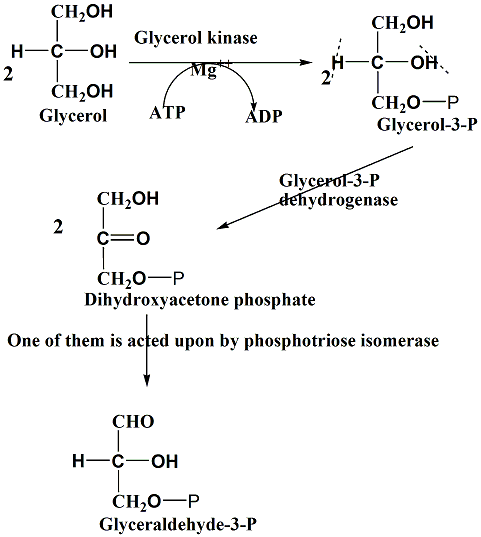 CH2OH
2 H—C—OH
CH2OH
Glycerol
Glycerol kinase
Mg++
ATP ADP
CH2OH
2 H—C—OH
CH2O—P
Glycerol-3-P
Glycerol-3-P
dehydrogenase
CH2OH
2
C=O
CH2O—P
Dihydroxyacetone phosphate
One of them is acted upon by phosphotriose isomerase
CHO
H—C—OH
CH2O—P
Glyceraldehyde-3-P